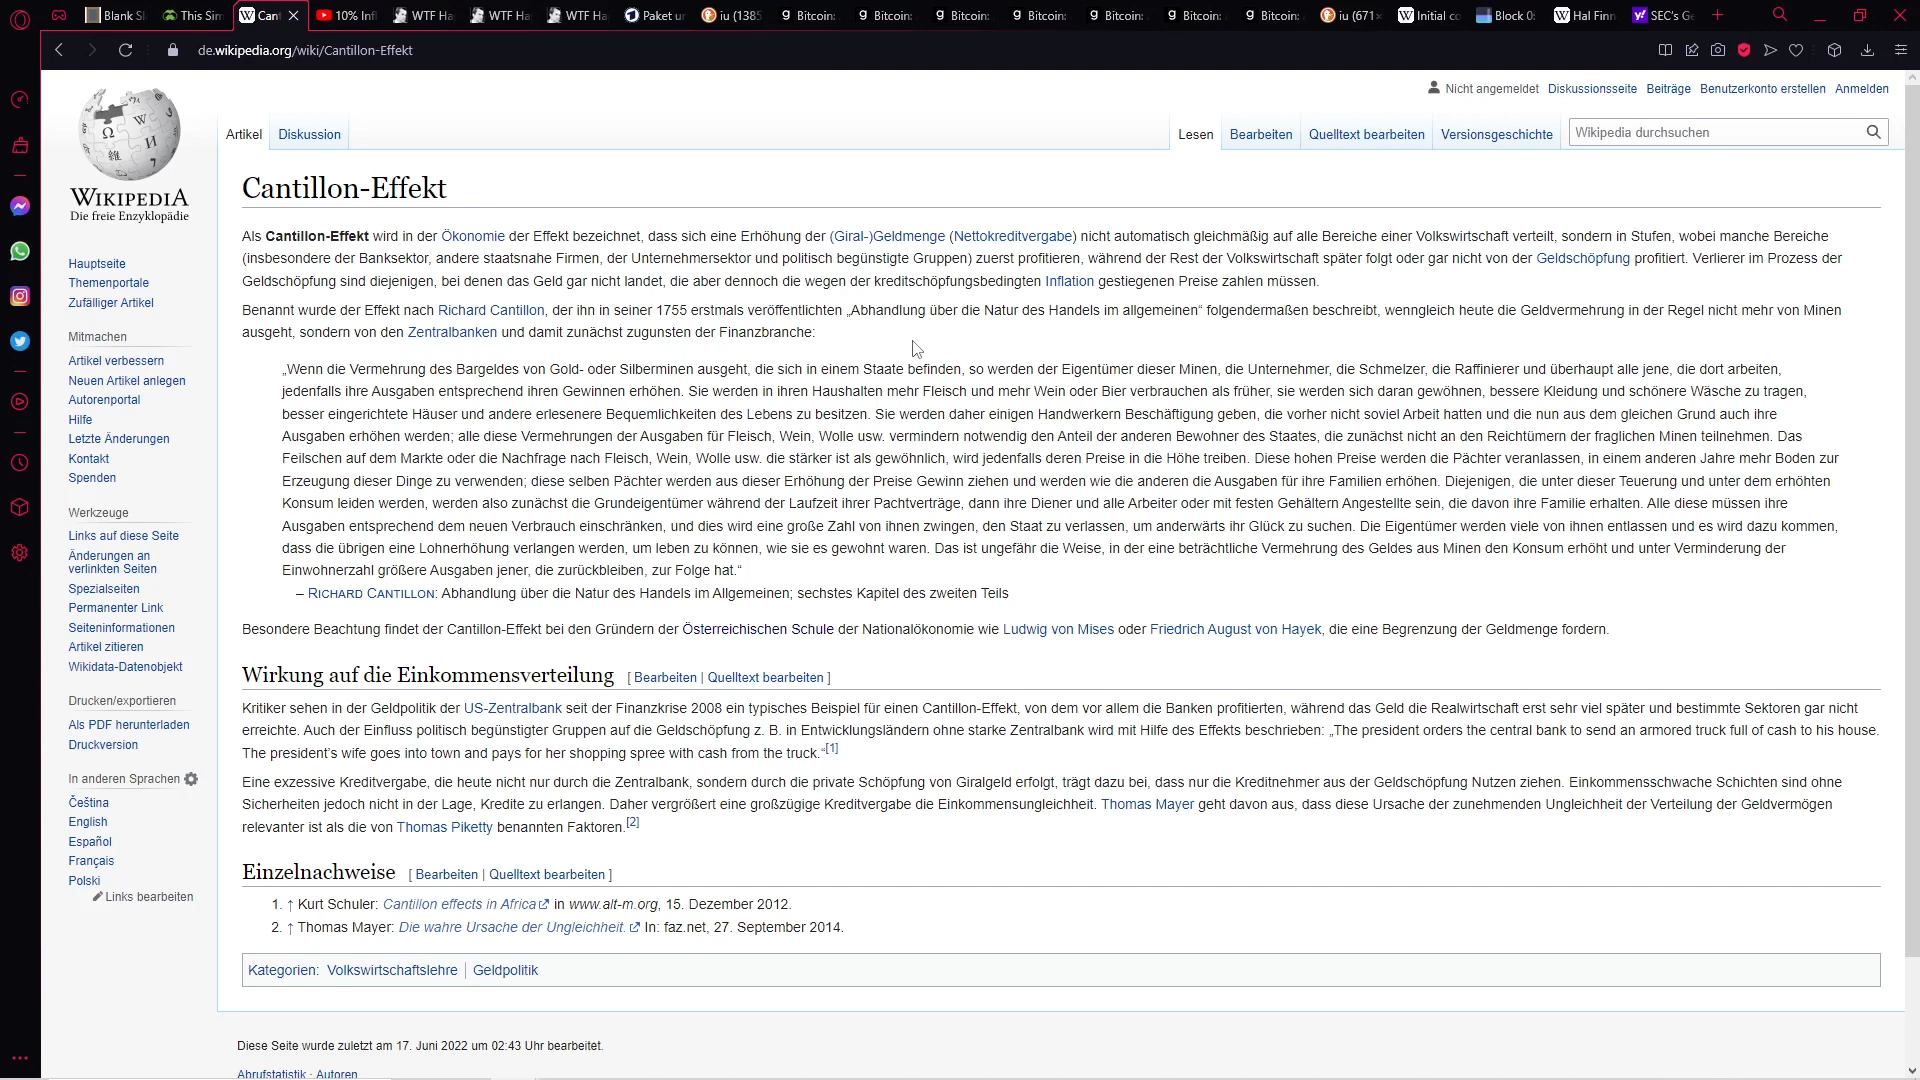 Blank Sl
This Sim
Cant
10% Infl
WTF Ha
WTF Ha
WTF Ha
Paket un
iu (1385
Bitcoin:
Bitcoin:
Bitcoin:
Bitcoin:
Bitcoin:
Bitcoin:
Bitcoin:
iu (671×
Initial co
Block 0:
Hal Finn
SEC's Ge
de.wikipedia.org/wiki/Cantillon-Effekt
Nicht angemeldet Diskussionsseite Beiträge Benutzerkonto erstellen Anmelden
Artikel Diskussion Lesen Bearbeiten Quelltext bearbeiten Versionsgeschichte Wikipedia durchsuchen
WIKIPEDIA
Die freie Enzyklopädie
Hauptseite
Themenportale
Zufälliger Artikel
Mitmachen
Artikel verbessern
Neuen Artikel anlegen
Autorenportal
Hilfe
Letzte Änderungen
Kontakt
Spenden
Werkzeuge
Links auf diese Seite
Änderungen an
verlinkten Seiten
Spezialseiten
Permanenter Link
Seiteninformationen
Artikel zitieren
Wikidata-Datenobjekt
Drucken/exportieren
Als PDF herunterladen
Druckversion
In anderen Sprachen
Čeština
English
Español
Français
Polski
Links bearbeiten
Cantillon-Effekt
Als Cantillon-Effekt wird in der Ökonomie der Effekt bezeichnet, dass sich eine Erhöhung der (Giral-)Geldmenge (Nettokreditvergabe) nicht automatisch gleichmäßig auf alle Bereiche einer Volkswirtschaft verteilt, sondern in Stufen, wobei manche Bereiche
(insbesondere der Banksektor, andere staatsnahe Firmen, der Unternehmersektor und politisch begünstigte Gruppen) zuerst profitieren, während der Rest der Volkswirtschaft später folgt oder gar nicht von der Geldschöpfung profitiert. Verlierer im Prozess der
Geldschöpfung sind diejenigen, bei denen das Geld gar nicht landet, die aber dennoch die wegen der kreditschöpfungsbedingten Inflation gestiegenen Preise zahlen müssen.
Benannt wurde der Effekt nach Richard Cantillon, der ihn in seiner 1755 erstmals veröffentlichten „Abhandlung über die Natur des Handels im allgemeinen“ folgendermaßen beschreibt, wenngleich heute die Geldvermehrung in der Regel nicht mehr von Minen
ausgeht, sondern von den Zentralbanken und damit zunächst zugunsten der Finanzbranche:
„Wenn die Vermehrung des Bargeldes von Gold- oder Silberminen ausgeht, die sich in einem Staate befinden, so werden der Eigentümer dieser Minen, die Unternehmer, die Schmelzer, die Raffinierer und überhaupt alle jene, die dort arbeiten,
jedenfalls ihre Ausgaben entsprechend ihren Gewinnen erhöhen. Sie werden in ihren Haushalten mehr Fleisch und mehr Wein oder Bier verbrauchen als früher, sie werden sich daran gewöhnen, bessere Kleidung und schönere Wäsche zu tragen,
besser eingerichtete Häuser und andere erlesenere Bequemlichkeiten des Lebens zu besitzen. Sie werden daher einigen Handwerkern Beschäftigung geben, die vorher nicht soviel Arbeit hatten und die nun aus dem gleichen Grund auch ihre
Ausgaben erhöhen werden; alle diese Vermehrungen der Ausgaben für Fleisch, Wein, Wolle usw. vermindern notwendig den Anteil der anderen Bewohner des Staates, die zunächst nicht an den Reichtümern der fraglichen Minen teilnehmen. Das
Feilschen auf dem Markte oder die Nachfrage nach Fleisch, Wein, Wolle usw. die stärker ist als gewöhnlich, wird jedenfalls deren Preise in die Höhe treiben. Diese hohen Preise werden die Pächter veranlassen, in einem anderen Jahre mehr Boden zur
Erzeugung dieser Dinge zu verwenden; diese selben Pächter werden aus dieser Erhöhung der Preise Gewinn ziehen und werden wie die anderen die Ausgaben für ihre Familien erhöhen. Diejenigen, die unter dieser Teuerung und unter dem erhöhten
Konsum leiden werden, werden also zunächst die Grundeigentümer während der Laufzeit ihrer Pachtverträge, dann ihre Diener und alle Arbeiter oder mit festen Gehältern Angestellte sein, die davon ihre Familie erhalten. Alle diese müssen ihre
Ausgaben entsprechend dem neuen Verbrauch einschränken, und dies wird eine große Zahl von ihnen zwingen, den Staat zu verlassen, um anderwärts ihr Glück zu suchen. Die Eigentümer werden viele von ihnen entlassen und es wird dazu kommen,
dass die übrigen eine Lohnerhöhung verlangen werden, um leben zu können, wie sie es gewohnt waren. Das ist ungefähr die Weise, in der eine beträchtliche Vermehrung des Geldes aus Minen den Konsum erhöht und unter Verminderung der
Einwohnerzahl größere Ausgaben jener, die zurückbleiben, zur Folge hat.“
– RICHARD CANTILLON: Abhandlung über die Natur des Handels im Allgemeinen; sechstes Kapitel des zweiten Teils
Besondere Beachtung findet der Cantillon-Effekt bei den Gründern der Österreichischen Schule der Nationalökonomie wie Ludwig von Mises oder Friedrich August von Hayek, die eine Begrenzung der Geldmenge fordern.
Wirkung auf die Einkommensverteilung [ Bearbeiten | Quelltext bearbeiten ]
Kritiker sehen in der Geldpolitik der US-Zentralbank seit der Finanzkrise 2008 ein typisches Beispiel für einen Cantillon-Effekt, von dem vor allem die Banken profitierten, während das Geld die Realwirtschaft erst sehr viel später und bestimmte Sektoren gar nicht
erreichte. Auch der Einfluss politisch begünstigter Gruppen auf die Geldschöpfung z. B. in Entwicklungsländern ohne starke Zentralbank wird mit Hilfe des Effekts beschrieben: „The president orders the central bank to send an armored truck full of cash to his house.
The president’s wife goes into town and pays for her shopping spree with cash from the truck.“[1]
Eine exzessive Kreditvergabe, die heute nicht nur durch die Zentralbank, sondern durch die private Schöpfung von Giralgeld erfolgt, trägt dazu bei, dass nur die Kreditnehmer aus der Geldschöpfung Nutzen ziehen. Einkommensschwache Schichten sind ohne
Sicherheiten jedoch nicht in der Lage, Kredite zu erlangen. Daher vergrößert eine großzügige Kreditvergabe die Einkommensungleichheit. Thomas Mayer geht davon aus, dass diese Ursache der zunehmenden Ungleichheit der Verteilung der Geldvermögen
relevanter ist als die von Thomas Piketty benannten Faktoren.[2]
Einzelnachweise [ Bearbeiten | Quelltext bearbeiten ]
1. ↑ Kurt Schuler: Cantillon effects in Africa in www.alt-m.org, 15. Dezember 2012.
2. ↑ Thomas Mayer: Die wahre Ursache der Ungleichheit. In: faz.net, 27. September 2014.
Kategorien: Volkswirtschaftslehre | Geldpolitik
Diese Seite wurde zuletzt am 17. Juni 2022 um 02:43 Uhr bearbeitet.
Abrufstatistik · Autoren